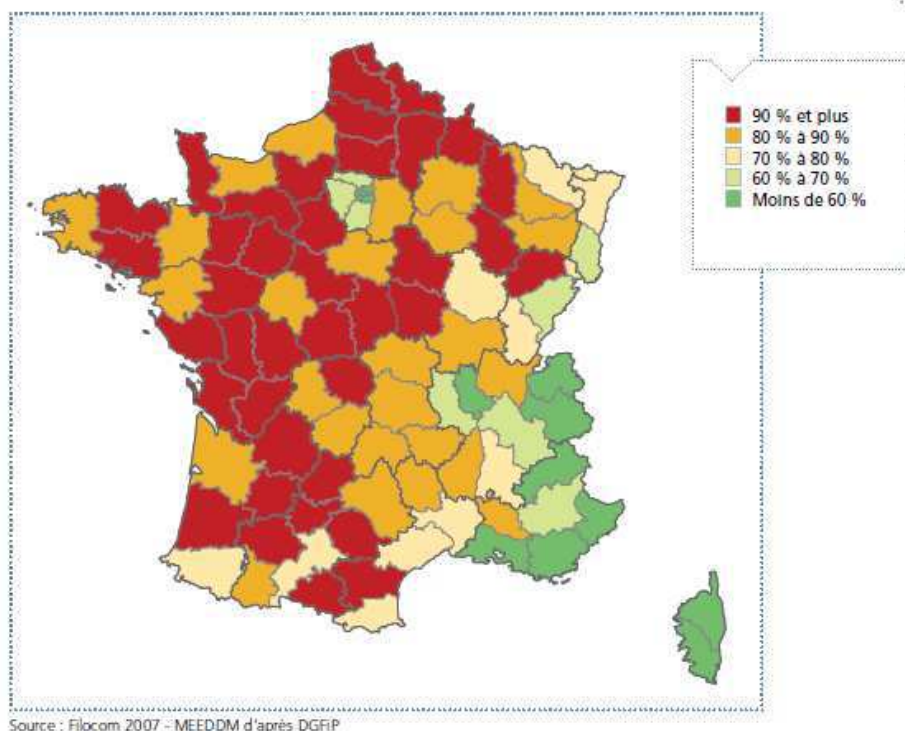 90 % et plus
80 % à 90 %
70 % à 80 %
60 % à 70 %
Moins de 60 %
Source : Filocom 2007 - MEEDDM d'après DGFiP